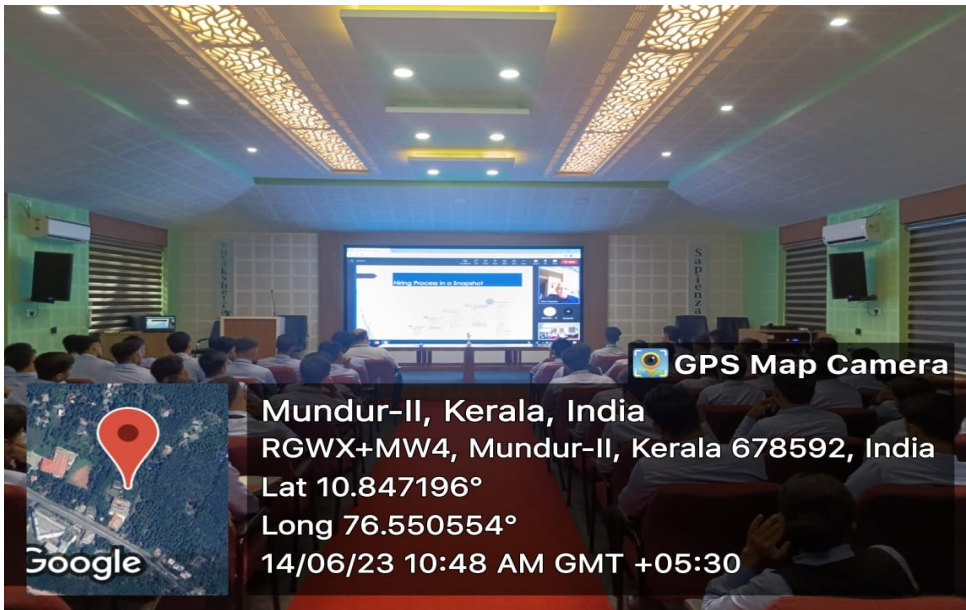 Hiring Process in a Snapshot
Sapienza
GPS Map Camera
Mundur-II, Kerala, India
RGWX+MW4, Mundur-II, Kerala 678592, India
Lat 10.847196°
Long 76.550554°
14/06/23 10:48 AM GMT +05:30
Google